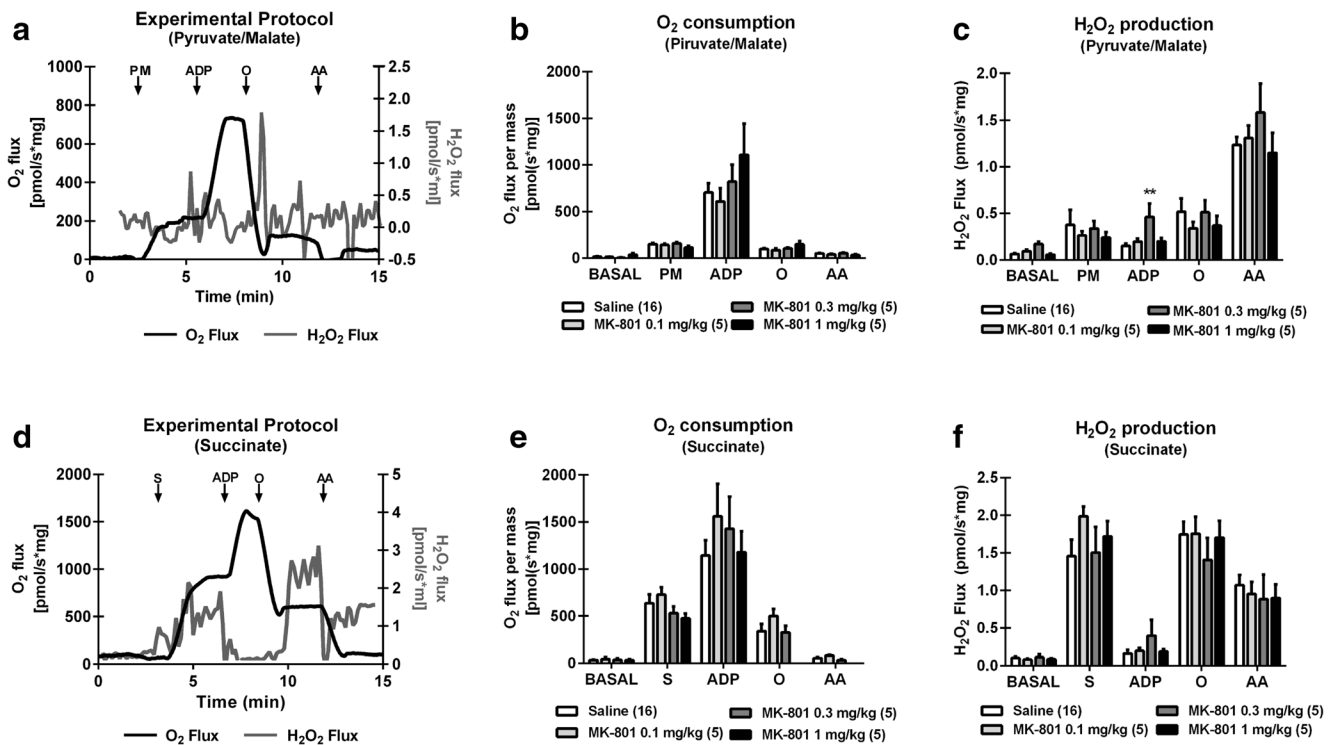 a
Experimental Protocol
(Pyruvate/Malate)
1000
800
600
400
200
0
O2 flux
[pmol/s*mg]
PM
ADP
O
AA
2.5
2.0
1.5
1.0
0.5
0.0
-0.5
H2O2 flux
[pmol/s*ml]
0
5
10
15
Time (min)
O2 Flux
H2O2 Flux
b
O2 consumption
(Piruvate/Malate)
2000
1500
1000
500
0
O2 flux per mass
[pmol(s*mg)]
BASAL
PM
ADP
O
AA
Saline (16)
MK-801 0.1 mg/kg (5)
MK-801 0.3 mg/kg (5)
MK-801 1 mg/kg (5)
c
H2O2 production
(Pyruvate/Malate)
2.0
1.5
1.0
0.5
0.0
H2O2 Flux (pmol/s*mg)
**
BASAL
PM
ADP
O
AA
Saline (16)
MK-801 0.1 mg/kg (5)
MK-801 0.3 mg/kg (5)
MK-801 1 mg/kg (5)
d
Experimental Protocol
(Succinate)
2000
1500
1000
500
0
O2 flux
[pmol/s*mg]
S
ADP
O
AA
5
4
3
2
1
0
H2O2 flux
[pmol/s*ml]
0
5
10
15
Time (min)
O2 Flux
H2O2 Flux
e
O2 consumption
(Succinate)
2000
1500
1000
500
0
O2 flux per mass
[pmol(s*mg)]
BASAL
S
ADP
O
AA
Saline (16)
MK-801 0.1 mg/kg (5)
MK-801 0.3 mg/kg (5)
MK-801 1 mg/kg (5)
f
H2O2 production
(Succinate)
2.5
2.0
1.5
1.0
0.5
0.0
H2O2 Flux (pmol/s*mg)
BASAL
S
ADP
O
AA
Saline (16)
MK-801 0.1 mg/kg (5)
MK-801 0.3 mg/kg (5)
MK-801 1 mg/kg (5)